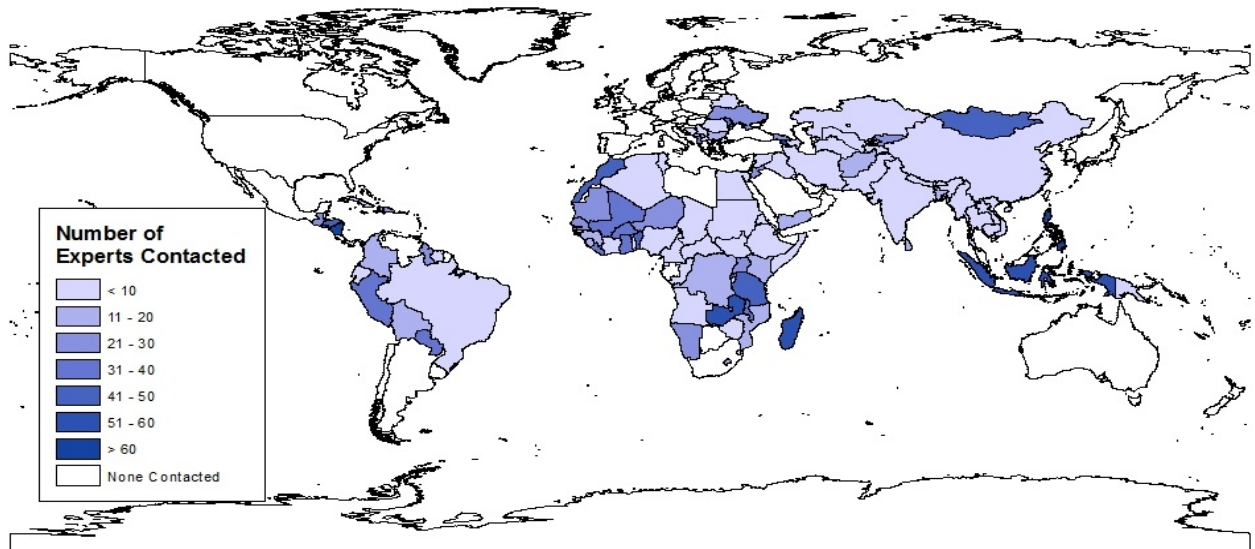 Number of
Experts Contacted
< 10
11 - 20
21 - 30
31 - 40
41 - 50
51 - 60
> 60
None Contacted